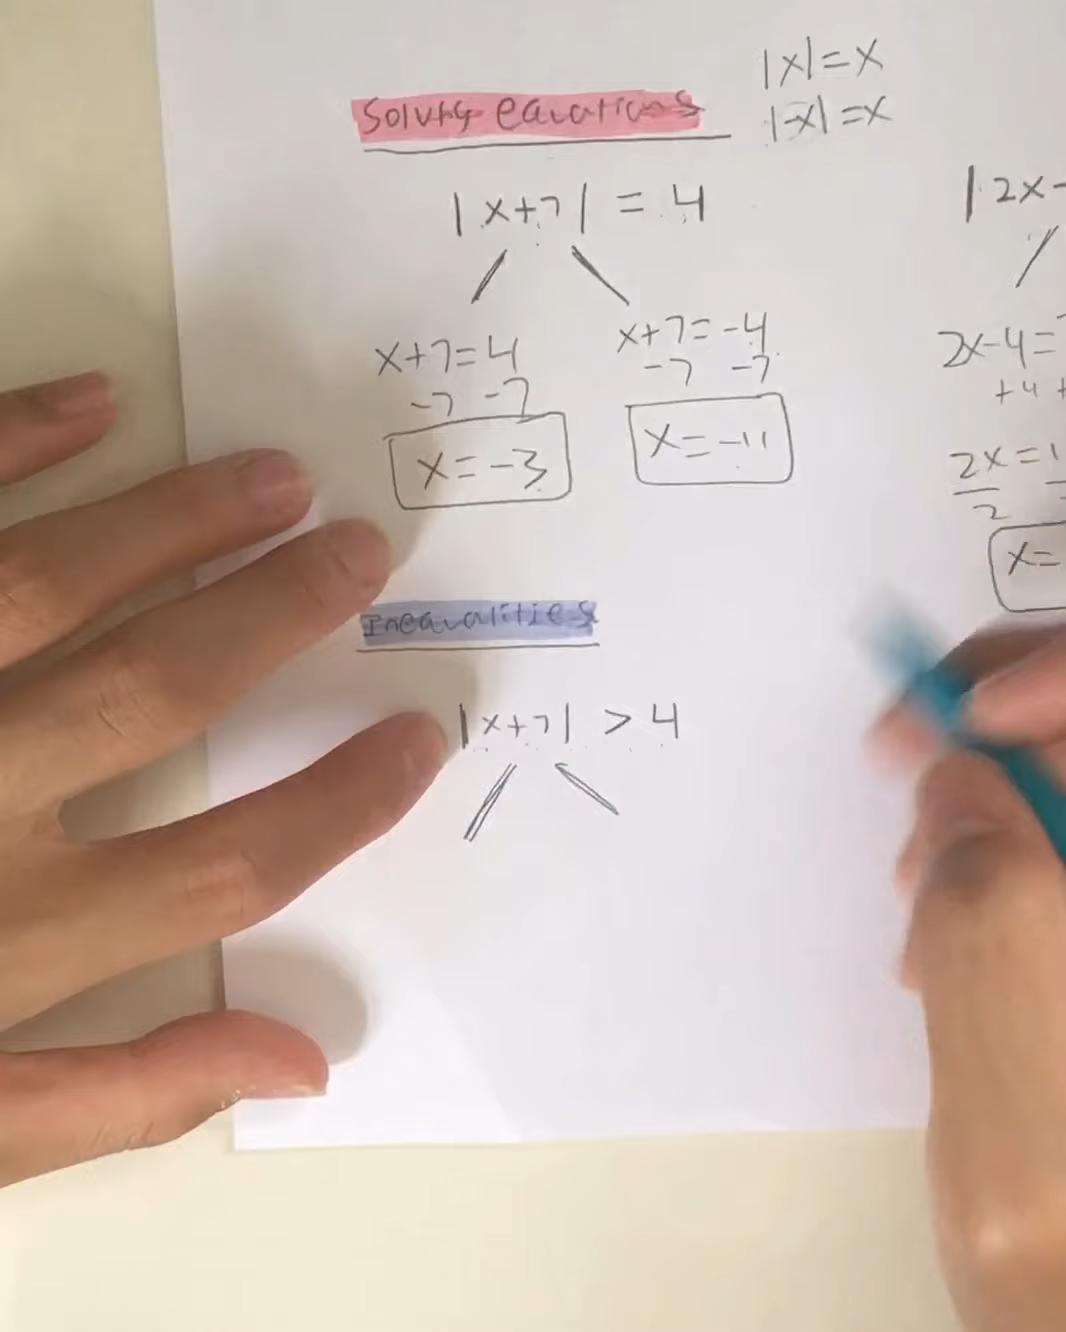 Solving equations
|x|=x
|-x|=x
|x+7| = 4
x+7=4
-7 -7
x=-3
x+7=-4
-7 -7
x=-11
|2x-
2x-4=
+4 +
2x=1
2
x=
Inequalities
|x+7| > 4